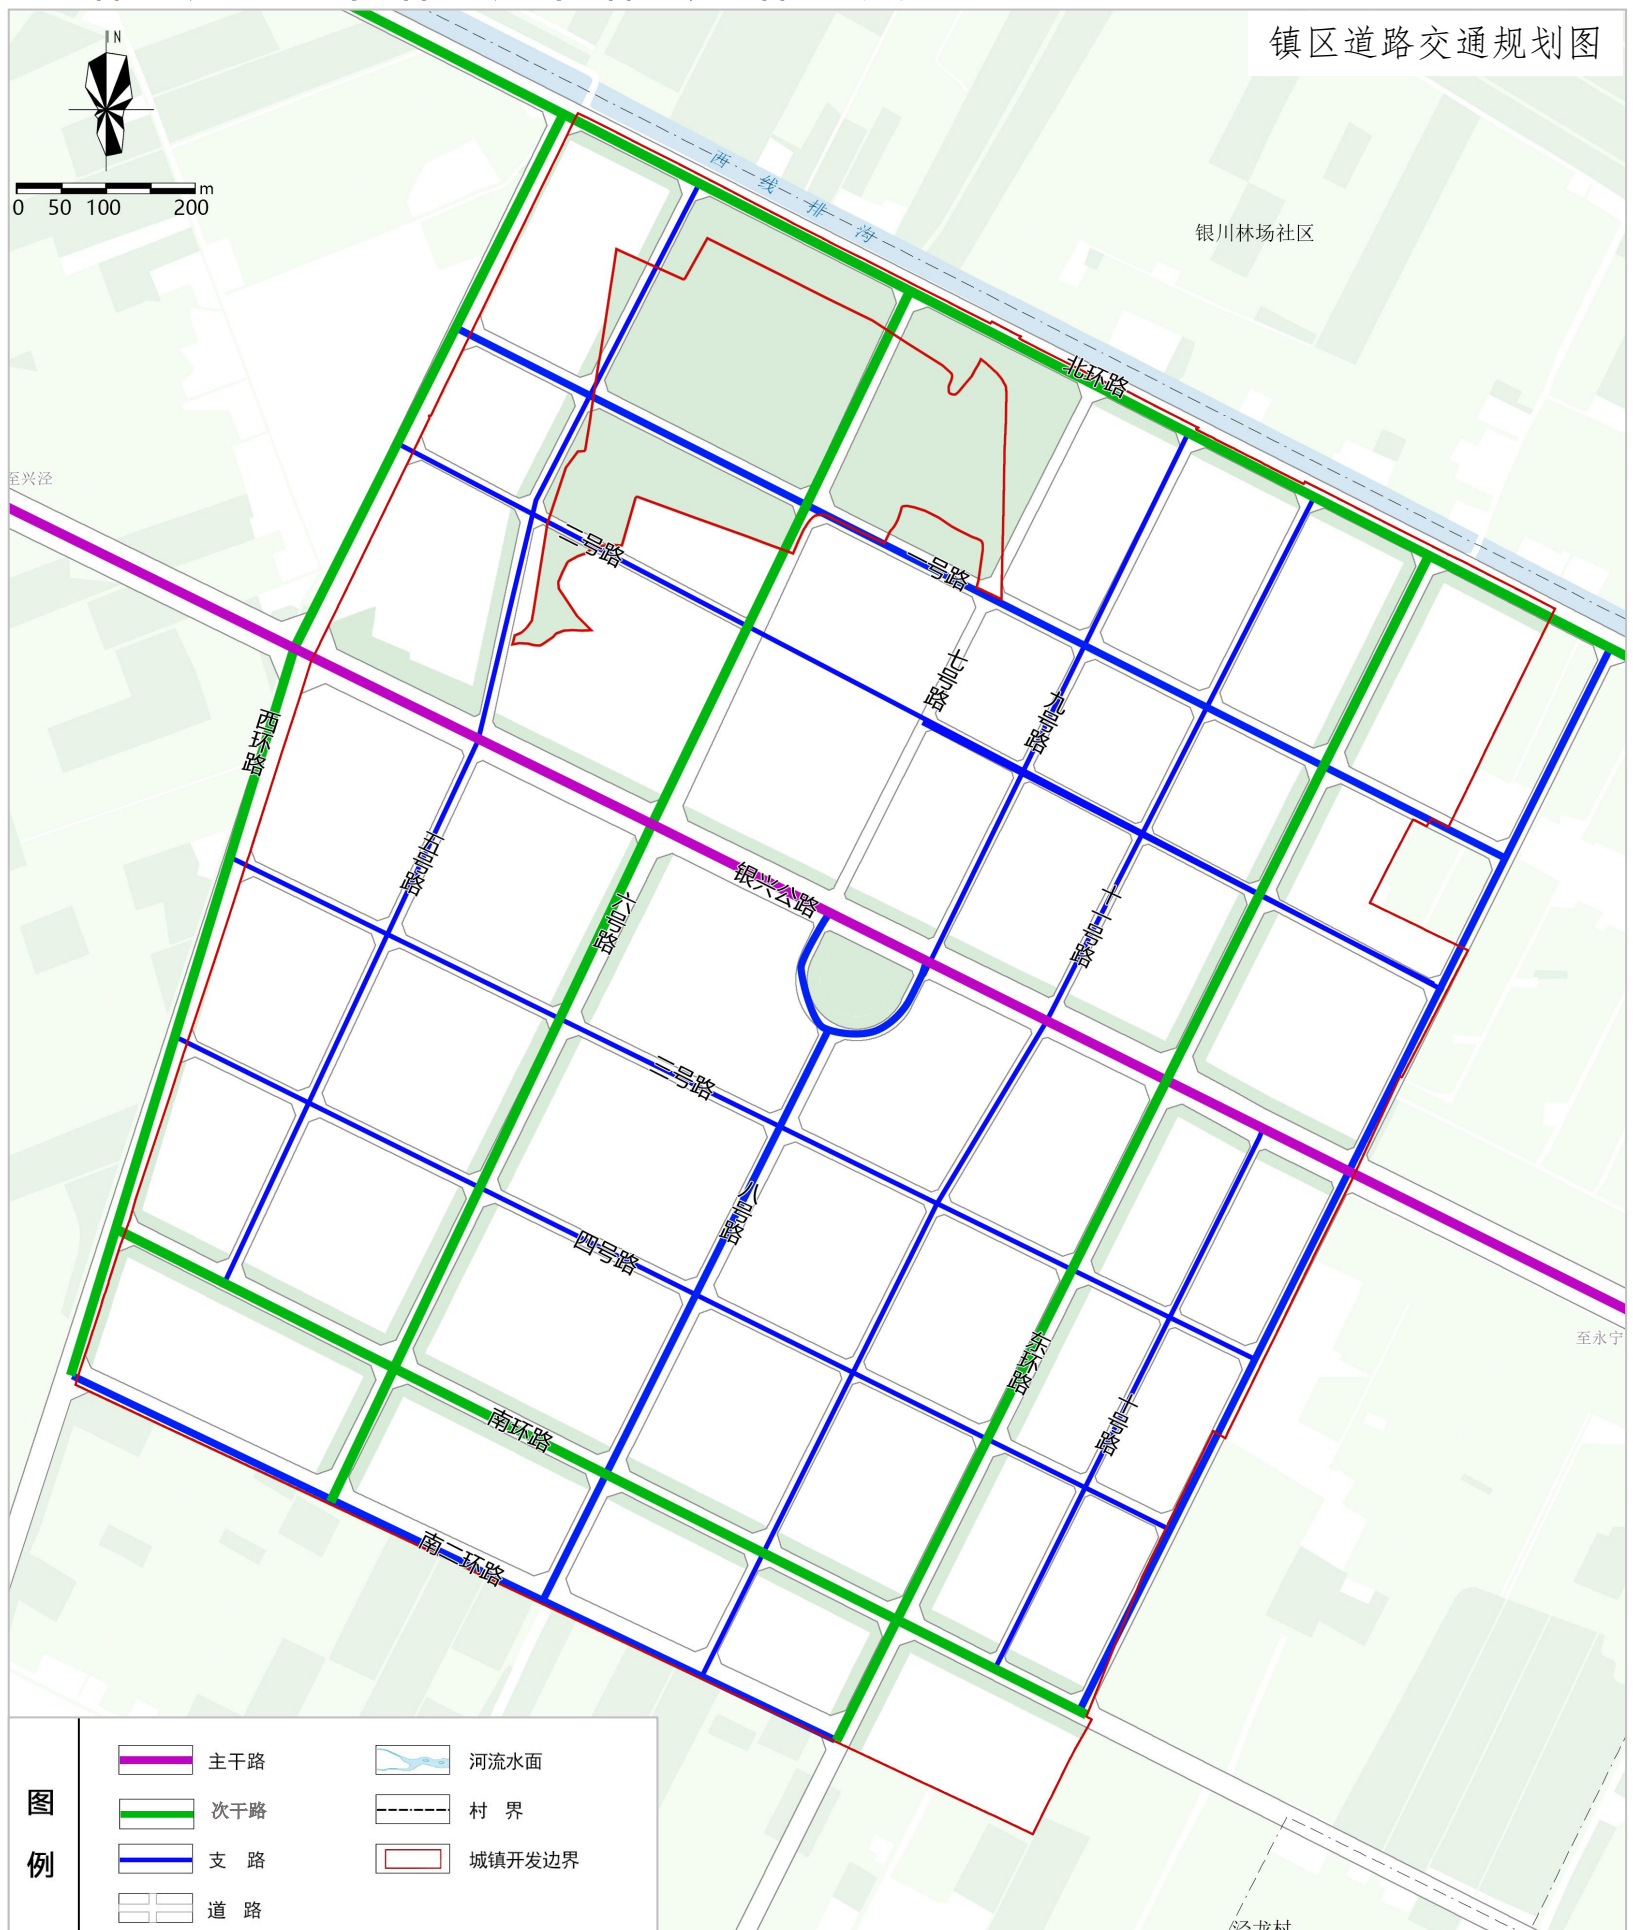 镇区道路交通规划图
N
m
0 50 100 200
西线排沟
银川林场社区
北环路
至兴泾
二号路
一号路
七号路
九号路
西环路
五号路
银兴公路
六号路
十一号路
三号路
八号路
四号路
至永宁
东环路
十号路
南环路
南二环路
图例
主干路
河流水面
次干路
村 界
支 路
城镇开发边界
道 路
泾龙村